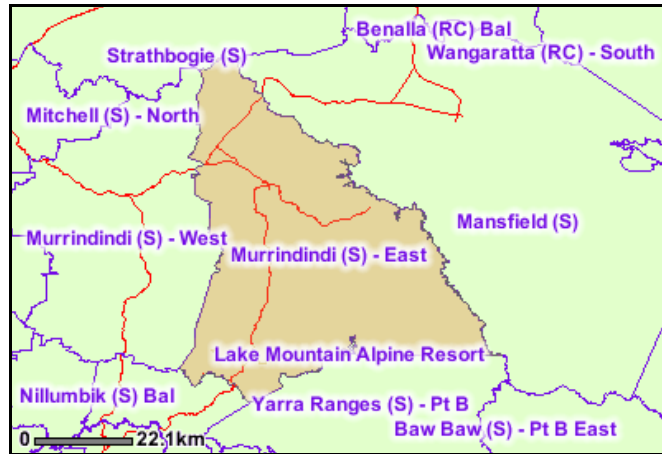 Benalla (RC) Bal
Strathbogie (S)
Wangaratta (RC) - South
Mitchell (S) - North
Mansfield (S)
Murrindindi (S) - West
Murrindindi (S) - East
Lake Mountain Alpine Resort
Nillumbik (S) Bal
Yarra Ranges (S) - Pt B
Baw Baw (S) - Pt B East
0 22.1km